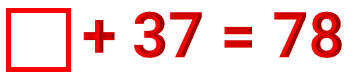 □ + 37 = 78